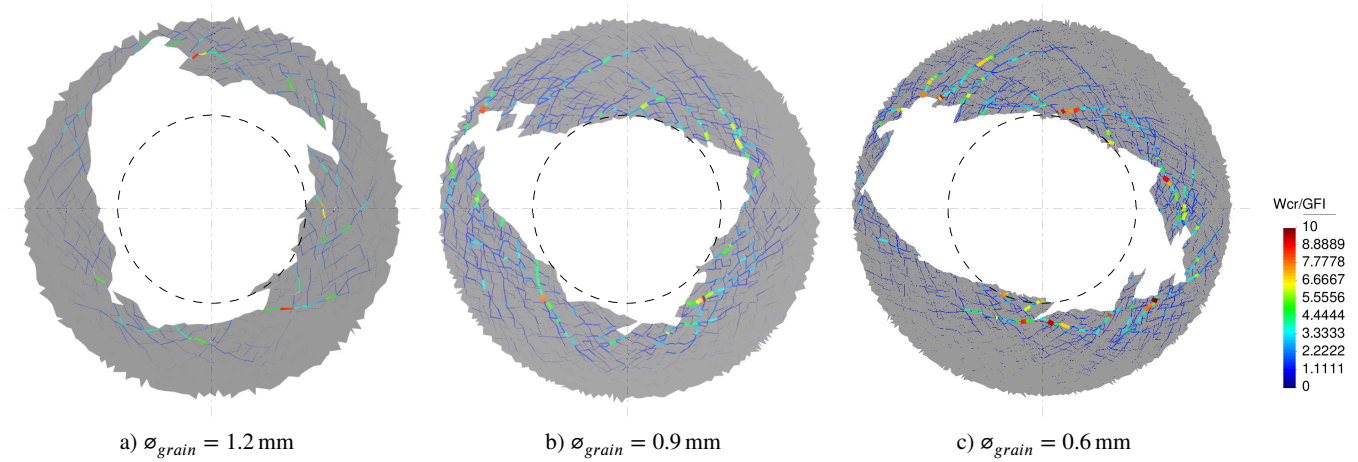 Wcr/GFI
10
8.8889
7.7778
6.6667
5.5556
4.4444
3.3333
2.2222
1.1111
0
a) ⌀grain = 1.2 mm
b) ⌀grain = 0.9 mm
c) ⌀grain = 0.6 mm